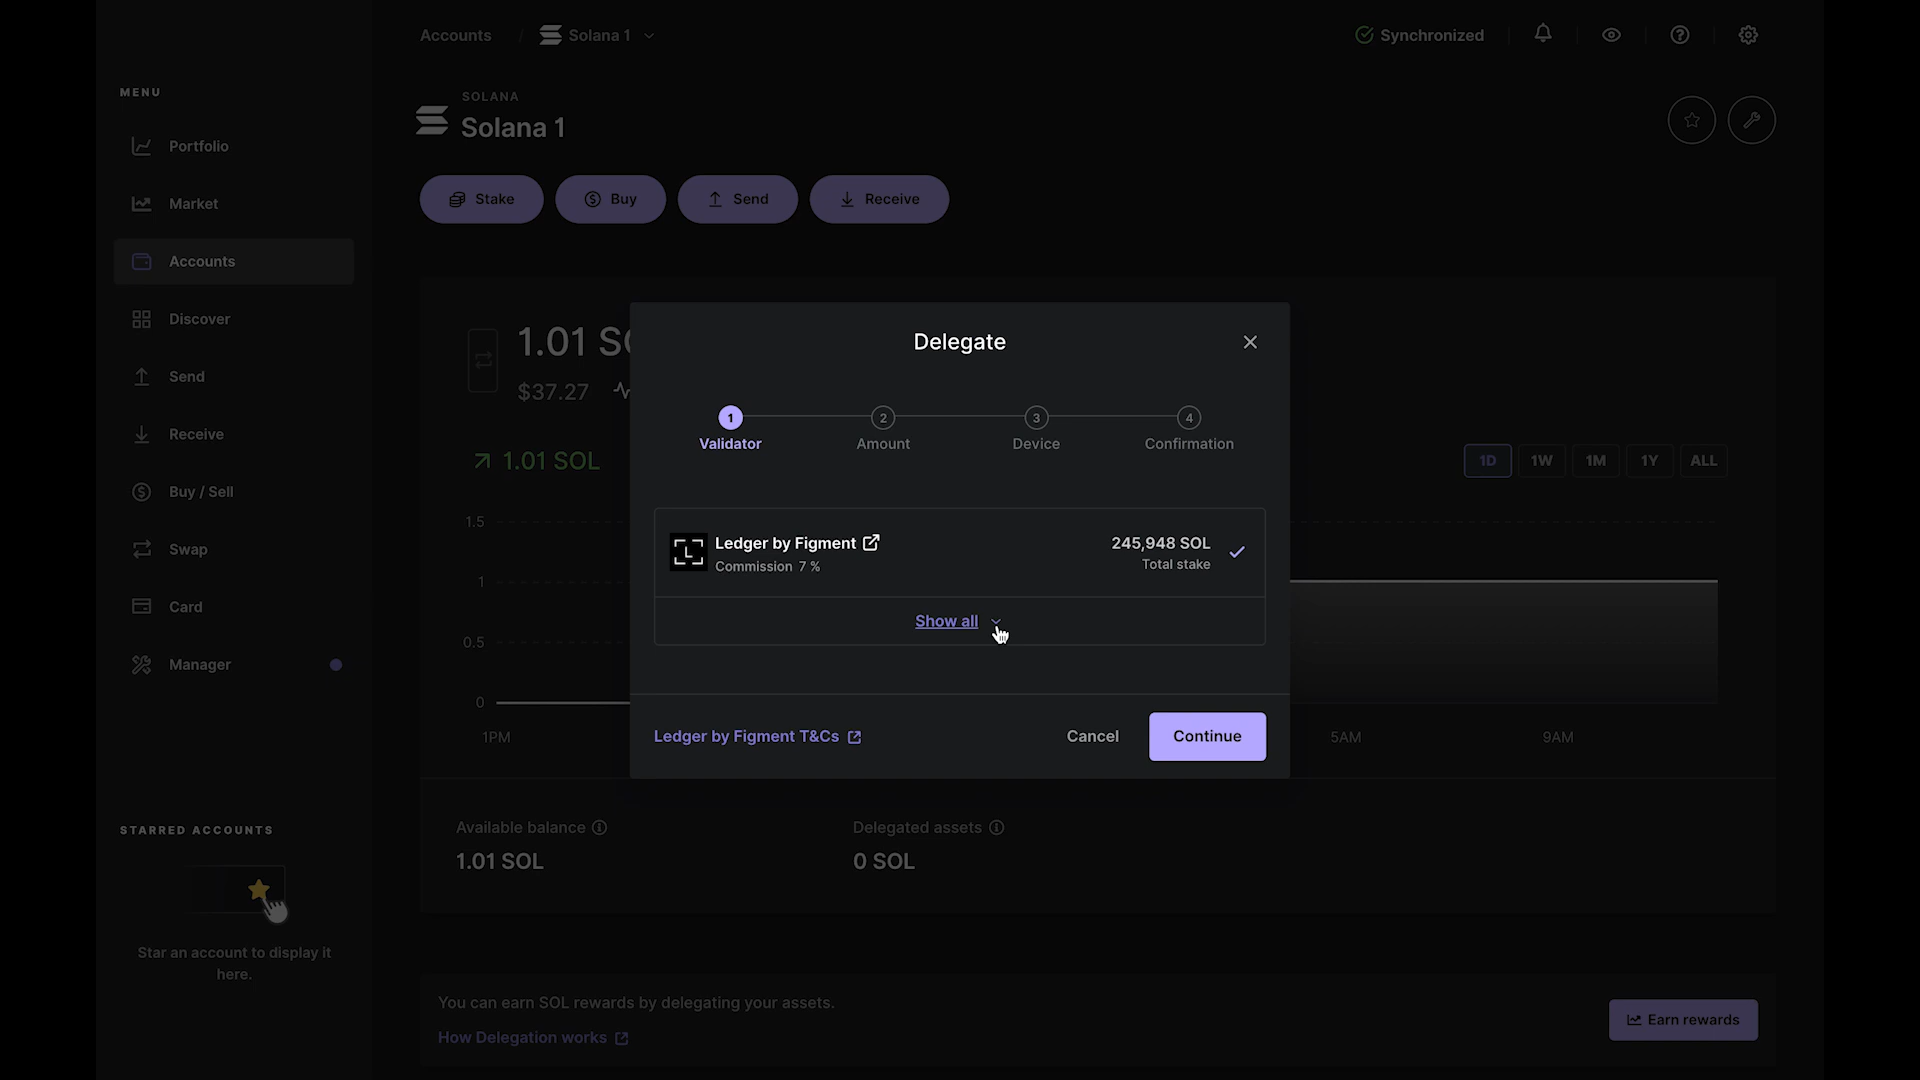 Accounts / Solana 1
Synchronized
MENU
Portfolio
Market
Accounts
Discover
Send
Receive
Buy / Sell
Swap
Card
Manager
STARRED ACCOUNTS
Star an account to display it
here.
SOLANA
Solana 1
Stake
Buy
Send
Receive
1.01 SO
$37.27
1.01 SOL
1D
1W
1M
1Y
ALL
1.5
1
0.5
0
1PM
5AM
9AM
Delegate
1
2
3
4
Validator
Amount
Device
Confirmation
L
Ledger by Figment
Commission 7 %
245,948 SOL
Total stake
Show all
Ledger by Figment T&Cs
Cancel
Continue
Available balance
1.01 SOL
Delegated assets
0 SOL
You can earn SOL rewards by delegating your assets.
How Delegation works
Earn rewards